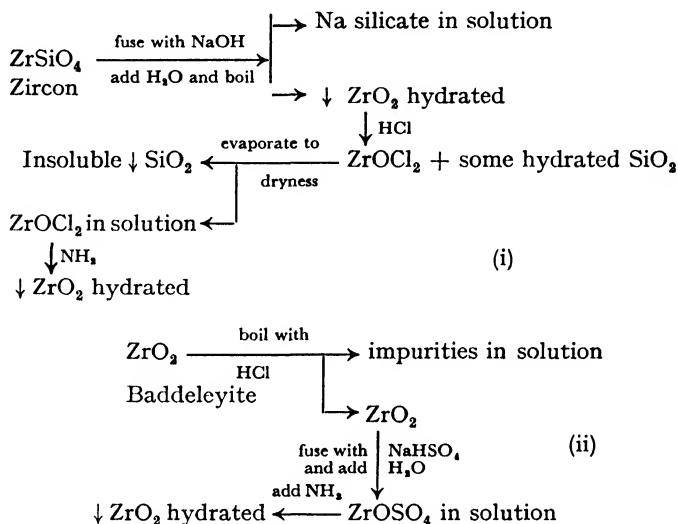 fuse with NaOH → Na silicate in solution
ZrSiO₄ →
Zircon add H₂O and boil
→ ↓ ZrO₂ hydrated
↓ HCl
Insoluble ↓ SiO₂ ← evaporate to dryness ZrOCl₂ + some hydrated SiO₂
ZrOCl₂ in solution ←
↓ NH₃ (i)
↓ ZrO₂ hydrated
boil with
ZrO₂ → impurities in solution
HCl
Baddeleyite
→ ZrO₂
fuse with NaHSO₄ (ii)
and add H₂O
add NH₃
↓ ZrO₂ hydrated ← ZrOSO₄ in solution